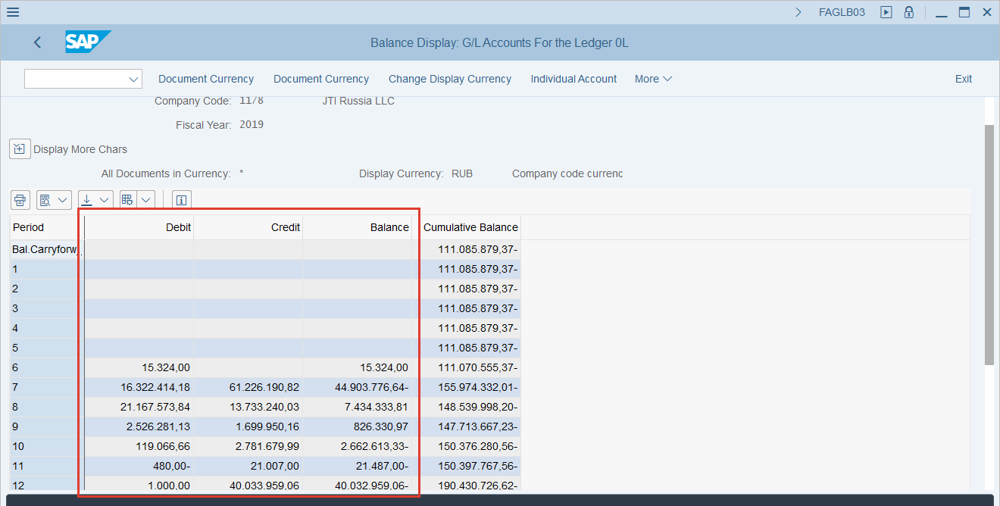 FAGLB03
SAP Balance Display: G/L Accounts For the Ledger 0L
Document Currency Document Currency Change Display Currency Individual Account More Exit
Company Code: 1178 JTI Russia LLC
Fiscal Year: 2019
Display More Chars
All Documents in Currency: * Display Currency: RUB Company code currenc
Period Debit Credit Balance Cumulative Balance
Bal.Carryforw 111.085.879,37-
1 111.085.879,37-
2 111.085.879,37-
3 111.085.879,37-
4 111.085.879,37-
5 111.085.879,37-
6 15.324,00 15.324,00 111.070.555,37-
7 16.322.414,18 61.226.190,82 44.903.776,64- 155.974.332,01-
8 21.167.573,84 13.733.240,03 7.434.333,81 148.539.998,20-
9 2.526.281,13 1.699.950,16 826.330,97 147.713.667,23-
10 119.066,66 2.781.679,99 2.662.613,33- 150.376.280,56-
11 480,00- 21.007,00 21.487,00- 150.397.767,56-
12 1.000,00 40.033.959,06 40.032.959,06- 190.430.726,62-